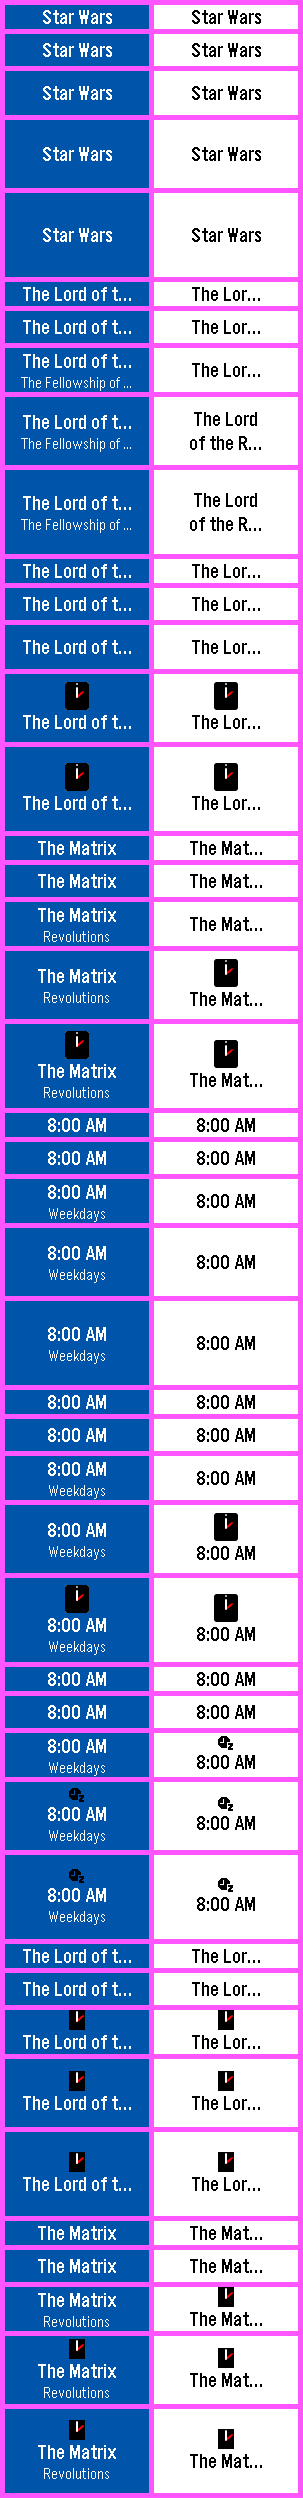 Star Wars Star Wars
Star Wars Star Wars
Star Wars Star Wars
Star Wars Star Wars
Star Wars Star Wars
The Lord of t... The Lor...
The Lord of t... The Lor...
The Lord of t... The Lor...
The Fellowship of ...
The Lord of t... The Lord
The Fellowship of ... of the R...
The Lord of t... The Lord
The Fellowship of ... of the R...
The Lord of t... The Lor...
The Lord of t... The Lor...
The Lord of t... The Lor...
The Lord of t... The Lor...
The Lord of t... The Lor...
The Matrix The Mat...
The Matrix The Mat...
The Matrix The Mat...
Revolutions
The Matrix
Revolutions The Mat...
The Matrix The Mat...
Revolutions
8:00 AM 8:00 AM
8:00 AM 8:00 AM
8:00 AM 8:00 AM
Weekdays
8:00 AM 8:00 AM
Weekdays
8:00 AM 8:00 AM
Weekdays
8:00 AM 8:00 AM
8:00 AM 8:00 AM
8:00 AM 8:00 AM
Weekdays
8:00 AM
Weekdays 8:00 AM
8:00 AM 8:00 AM
Weekdays
8:00 AM 8:00 AM
8:00 AM 8:00 AM
8:00 AM 8:00 AM
Weekdays
8:00 AM 8:00 AM
Weekdays
8:00 AM 8:00 AM
Weekdays
The Lord of t... The Lor...
The Lord of t... The Lor...
The Lord of t... The Lor...
The Lord of t... The Lor...
The Lord of t... The Lor...
The Matrix The Mat...
The Matrix The Mat...
The Matrix The Mat...
Revolutions
The Matrix The Mat...
Revolutions
The Matrix The Mat...
Revolutions